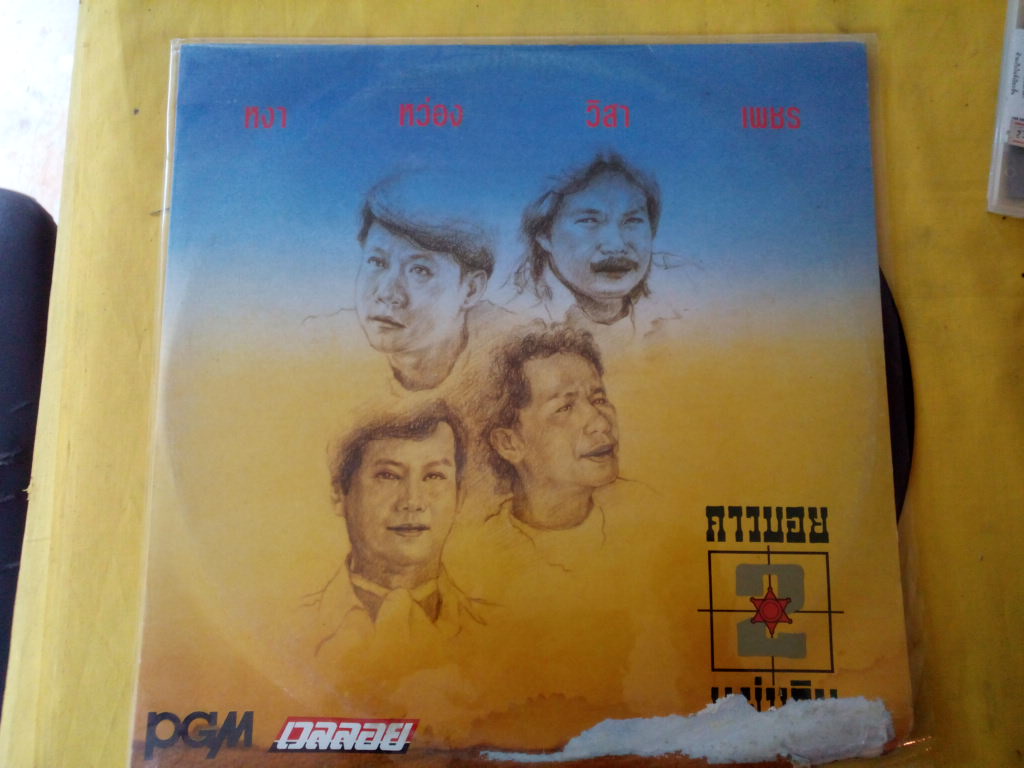 หงา หว่อง วิสา เพชร
คาวบอย
2
PGM เวลลอย